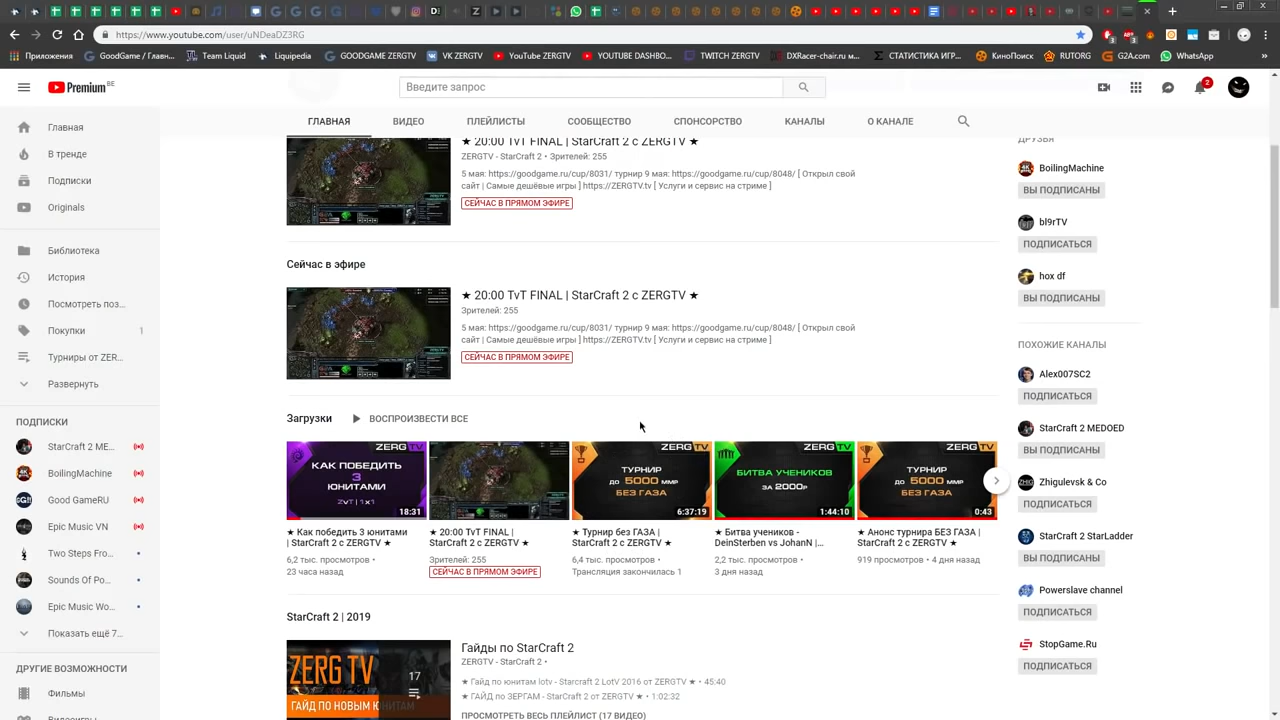 https://www.youtube.com/user/uNDeaDZ3RG
Приложения
GoodGame / Главн...
Team Liquid
Liquipedia
GOODGAME ZERGTV
VK ZERGTV
YouTube ZERGTV
YOUTUBE DASHBO...
TWITCH ZERGTV
DXRacer-chair.ru м...
СТАТИСТИКА ИГР...
КиноПоиск
RUTORG
G2A.com
WhatsApp
Premium BE
Введите запрос
2
ГЛАВНАЯ
ВИДЕО
ПЛЕЙЛИСТЫ
СООБЩЕСТВО
СПОНСОРСТВО
КАНАЛЫ
О КАНАЛЕ
Главная
В тренде
Подписки
Originals
Библиотека
История
Посмотреть поз...
Покупки 1
Турниры от ZER...
Развернуть
ПОДПИСКИ
StarCraft 2 ME...
BoilingMachine
Good GameRU
Epic Music VN
Two Steps Fro...
Sounds Of Po...
Epic Music Wo...
Показать ещё 7...
ДРУГИЕ ВОЗМОЖНОСТИ
Фильмы
Видеоигры
★ 20:00 TvT FINAL | StarCraft 2 с ZERGTV ★
ZERGTV - StarCraft 2 • Зрителей: 255
5 мая: https://goodgame.ru/cup/8031/ турнир 9 мая: https://goodgame.ru/cup/8048/ [ Открыл свой
сайт | Самые дешёвые игры ] https://ZERGTV.tv [ Услуги и сервис на стриме ]
СЕЙЧАС В ПРЯМОМ ЭФИРЕ
Сейчас в эфире
★ 20:00 TvT FINAL | StarCraft 2 с ZERGTV ★
Зрителей: 255
5 мая: https://goodgame.ru/cup/8031/ турнир 9 мая: https://goodgame.ru/cup/8048/ [ Открыл свой
сайт | Самые дешёвые игры ] https://ZERGTV.tv [ Услуги и сервис на стриме ]
СЕЙЧАС В ПРЯМОМ ЭФИРЕ
Загрузки
ВОСПРОИЗВЕСТИ ВСЕ
ZERG TV
КАК ПОБЕДИТЬ
3
ЮНИТАМИ
ZVT | 1X1
18:31
★ Как победить 3 юнитами
| StarCraft 2 с ZERGTV ★
6,2 тыс. просмотров •
23 часа назад
★ 20:00 TvT FINAL |
StarCraft 2 с ZERGTV ★
Зрителей: 255
СЕЙЧАС В ПРЯМОМ ЭФИРЕ
ZERG TV
ТУРНИР
ДО 5000 ММР
БЕЗ ГАЗА
6:37:19
★ Турнир без ГАЗА |
StarCraft 2 с ZERGTV ★
6,4 тыс. просмотров •
Трансляция закончилась 1
ZERG TV
БИТВА УЧЕНИКОВ
ЗА 2000Р
1:44:10
★ Битва учеников -
DeinSterben vs JohanN |...
2,2 тыс. просмотров •
3 дня назад
ZERG TV
ТУРНИР
ДО 5000 ММР
БЕЗ ГАЗА
0:43
★ Анонс турнира БЕЗ ГАЗА |
StarCraft 2 с ZERGTV ★
919 просмотров • 4 дня назад
StarCraft 2 | 2019
ZERG TV
ГАЙД ПО НОВЫМ ЮНИТАМ
17
Гайды по StarCraft 2
ZERGTV - StarCraft 2 •
★ Гайд по юнитам lotv - Starcraft 2 LotV 2016 от ZERGTV ★ • 45:40
★ ГАЙД ПО ЗЕРГАМ - StarCraft 2 от ZERGTV ★ • 1:02:32
ПРОСМОТРЕТЬ ВЕСЬ ПЛЕЙЛИСТ (17 ВИДЕО)
ДРУЗЬЯ
BoilingMachine
ВЫ ПОДПИСАНЫ
bl9rTV
ПОДПИСАТЬСЯ
hox df
ВЫ ПОДПИСАНЫ
ПОХОЖИЕ КАНАЛЫ
Alex007SC2
ПОДПИСАТЬСЯ
StarCraft 2 MEDOED
ВЫ ПОДПИСАНЫ
Zhigulevsk & Co
ПОДПИСАТЬСЯ
StarCraft 2 StarLadder
ВЫ ПОДПИСАНЫ
Powerslave channel
ПОДПИСАТЬСЯ
StopGame.Ru
ПОДПИСАТЬСЯ